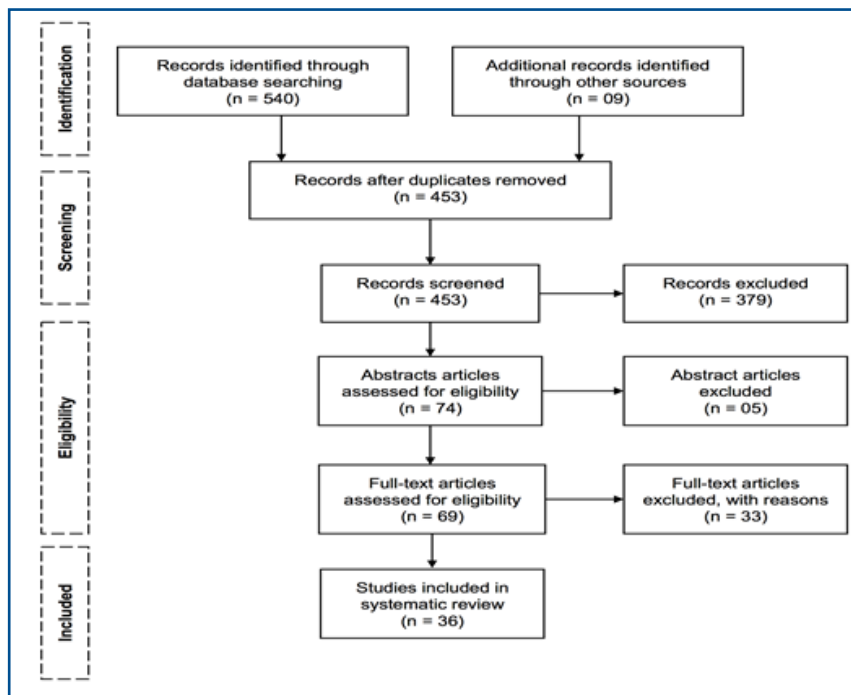 Identification
Records identified through
database searching
(n = 540)
Additional records identified
through other sources
(n = 09)
Screening
Records after duplicates removed
(n = 453)
Records screened
(n = 453)
Records excluded
(n = 379)
Eligibility
Abstracts articles
assessed for eligibility
(n = 74)
Abstract articles
excluded
(n = 05)
Full-text articles
assessed for eligibility
(n = 69)
Full-text articles
excluded, with reasons
(n = 33)
Included
Studies included in
systematic review
(n = 36)